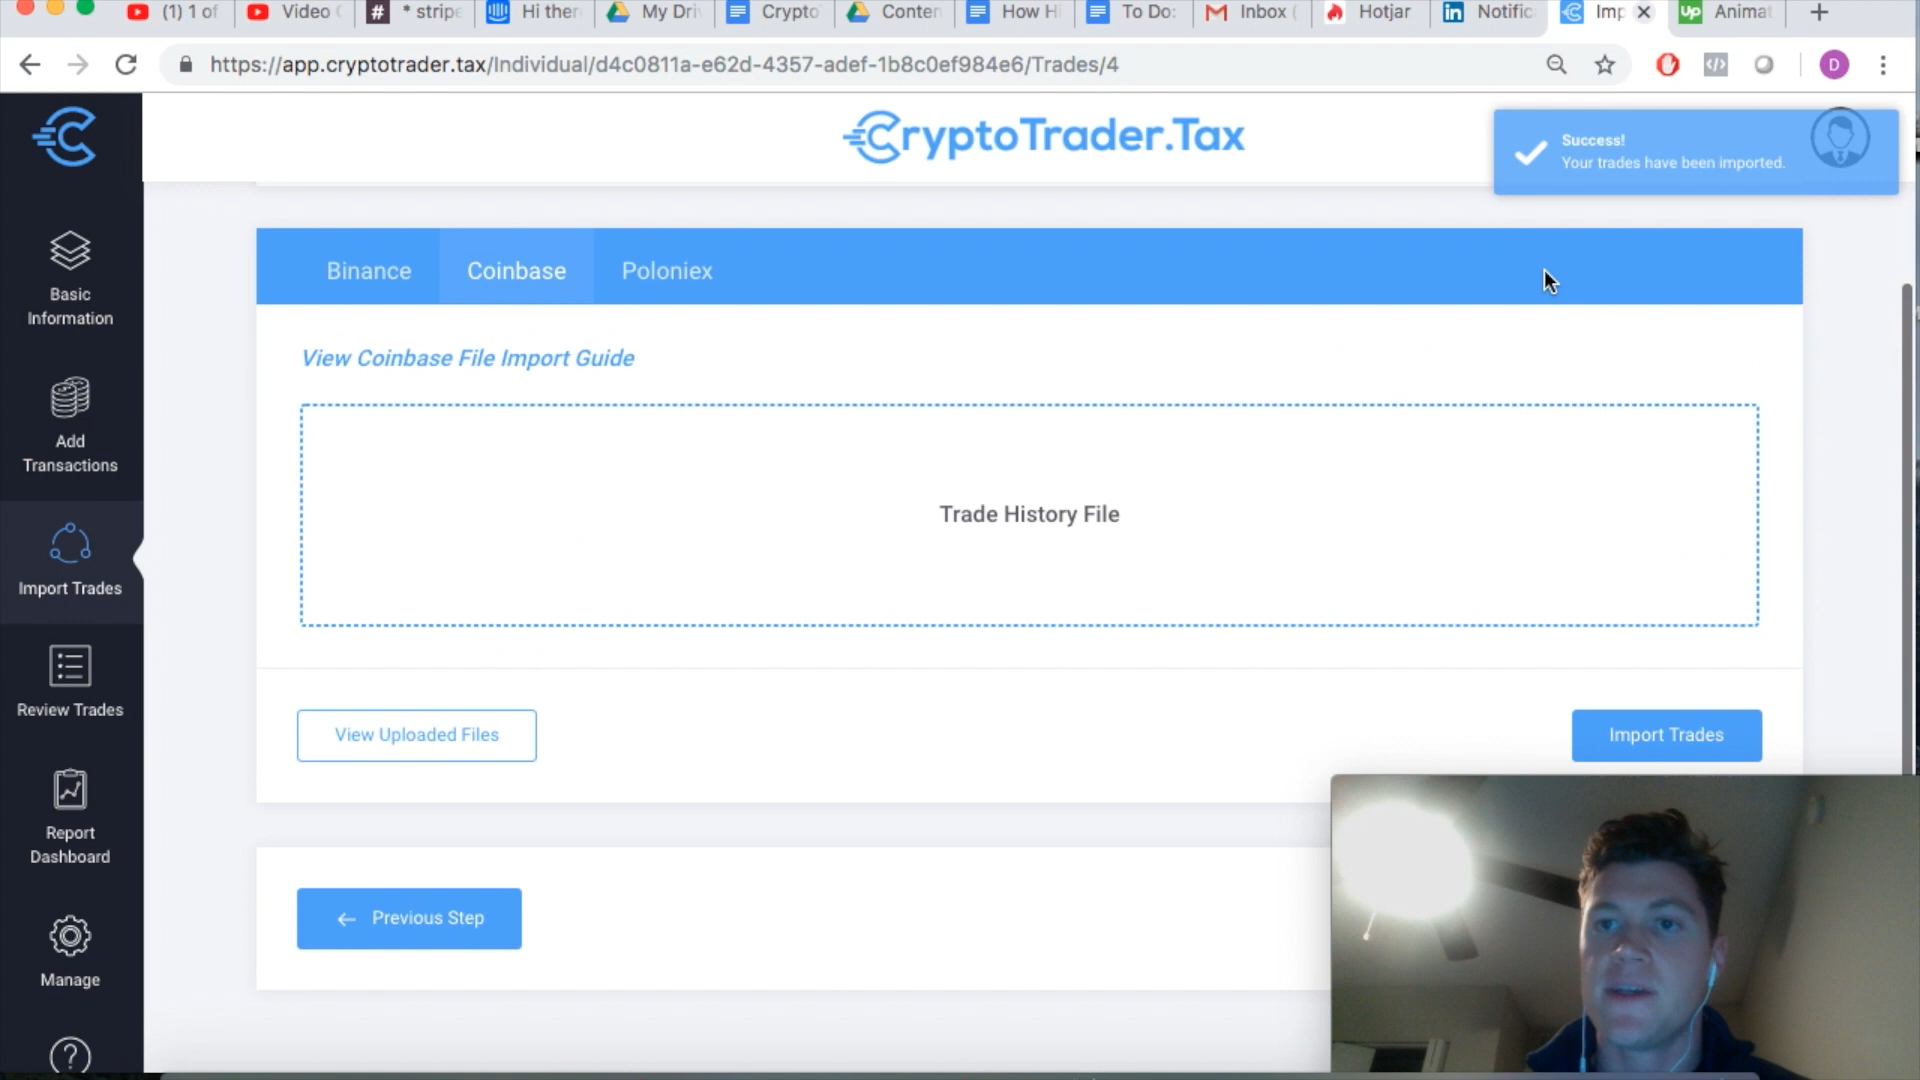 (1) 1 of
Video
* stripe
Hi ther
My Dri
Crypto
Conten
How Hi
To Do:
Inbox (
Hotjar
Notific
Imp
Animat
https://app.cryptotrader.tax/Individual/d4c0811a-e62d-4357-adef-1b8c0ef984e6/Trades/4
D
CryptoTrader.Tax
Success!
Your trades have been imported.
Basic
Information
Add
Transactions
Import Trades
Review Trades
Report
Dashboard
Manage
Binance
Coinbase
Poloniex
View Coinbase File Import Guide
Trade History File
View Uploaded Files
Import Trades
← Previous Step